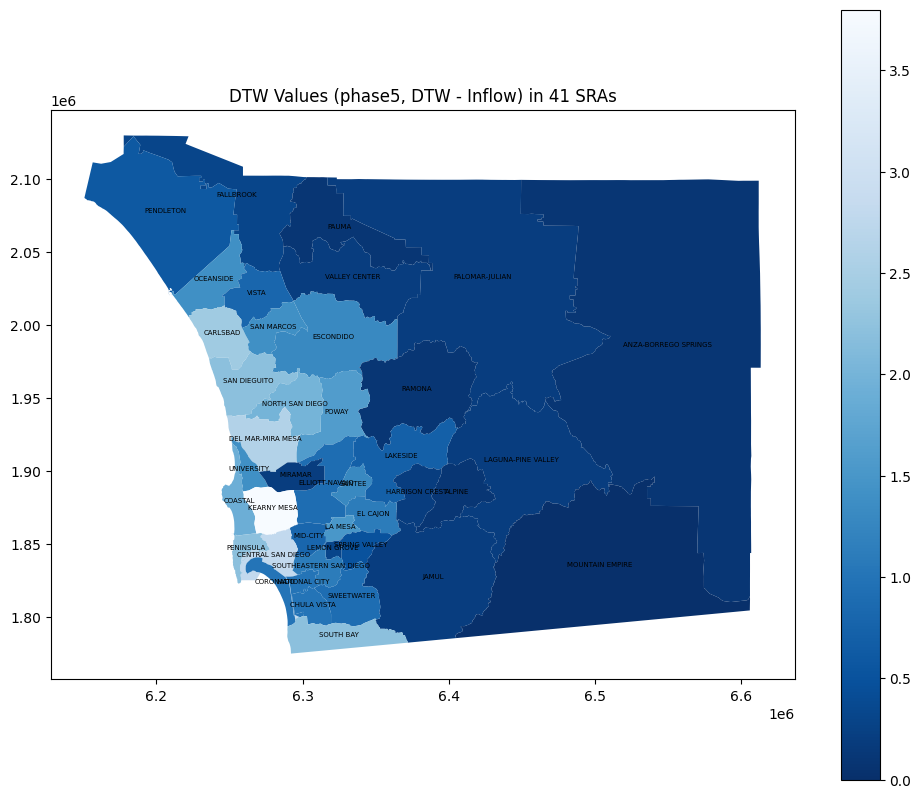 DTW Values (phase5, DTW - Inflow) in 41 SRAs
1e6
3.5
3.0
2.5
2.0
1.5
1.0
0.5
0.0
2.10
2.05
2.00
1.95
1.90
1.85
1.80
FALLBROOK
PENDLETON
PAUMA
OCEANSIDE
VALLEY CENTER
PALOMAR-JULIAN
VISTA
SAN MARCOS
CARLSBAD
ESCONDIDO
ANZA-BORREGO SPRINGS
SAN DIEGUITO
RAMONA
NORTH SAN DIEGO
POWAY
DEL MAR-MIRA MESA
LAKESIDE
LAGUNA-PINE VALLEY
UNIVERSITY
MIRAMAR
ELLIOTT-NAVAJO
SANTEE
HARBISON CREST
ALPINE
COASTAL
KEARNY MESA
EL CAJON
LA MESA
MID-CITY
SPRING VALLEY
LEMON GROVE
PENINSULA
CENTRAL SAN DIEGO
SOUTHEASTERN SAN DIEGO
MOUNTAIN EMPIRE
JAMUL
CORONADO
NATIONAL CITY
SWEETWATER
CHULA VISTA
SOUTH BAY
6.2
6.3
6.4
6.5
6.6
1e6